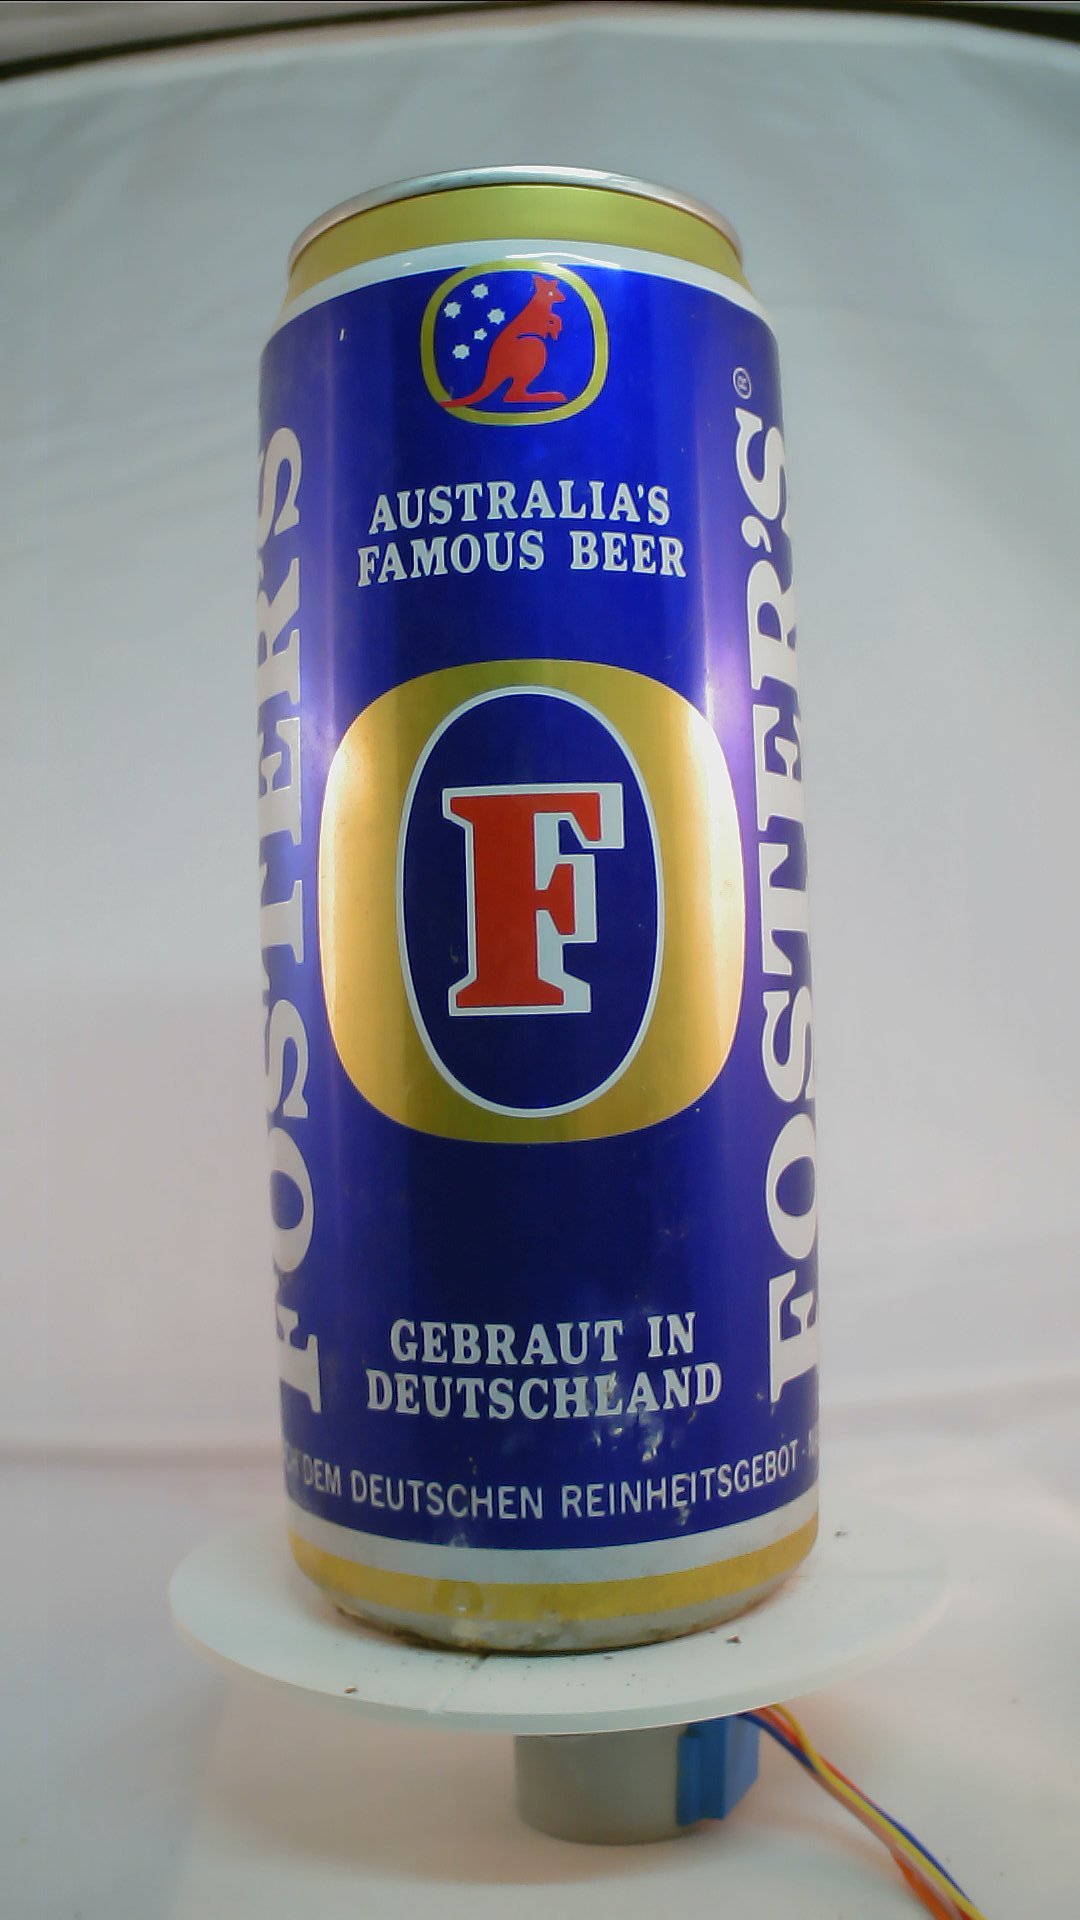 AUSTRALIA'S
FAMOUS BEER
FOSTER'S
F
FOSTER'S®
GEBRAUT IN
DEUTSCHLAND
DEM DEUTSCHEN REINHEITSGEBOT ·